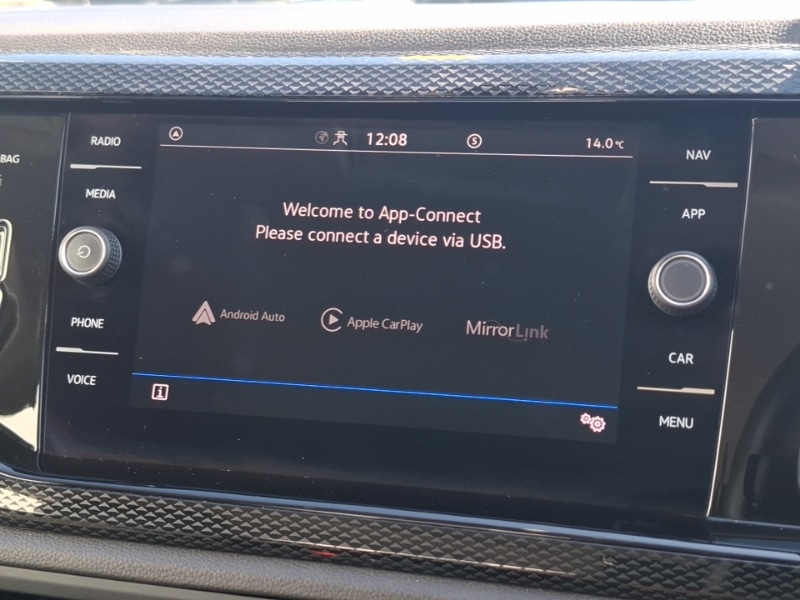 RADIO
MEDIA
PHONE
VOICE
BAG
12:08
S
14.0°C
Welcome to App-Connect
Please connect a device via USB.
Android Auto
Apple CarPlay
MirrorLink
i
NAV
APP
CAR
MENU